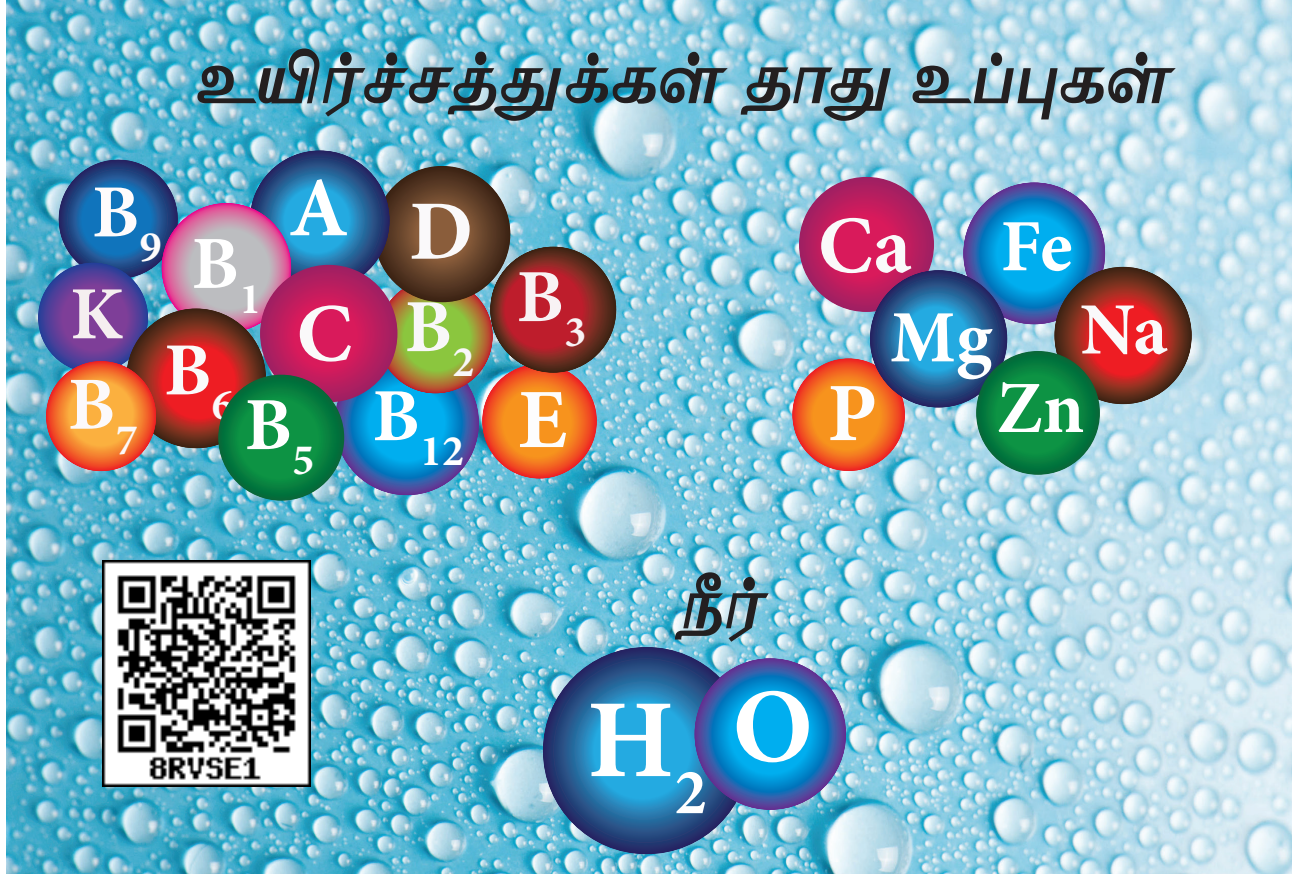 உயிர்ச்சத்துக்கள் தாது உப்புகள்
B₉ B₁ A D
K C B₂ B₃
B₇ B₆ B₅ B₁₂ E
Ca Fe
Mg Na
P Zn
நீர்
H₂O
8RVSE1